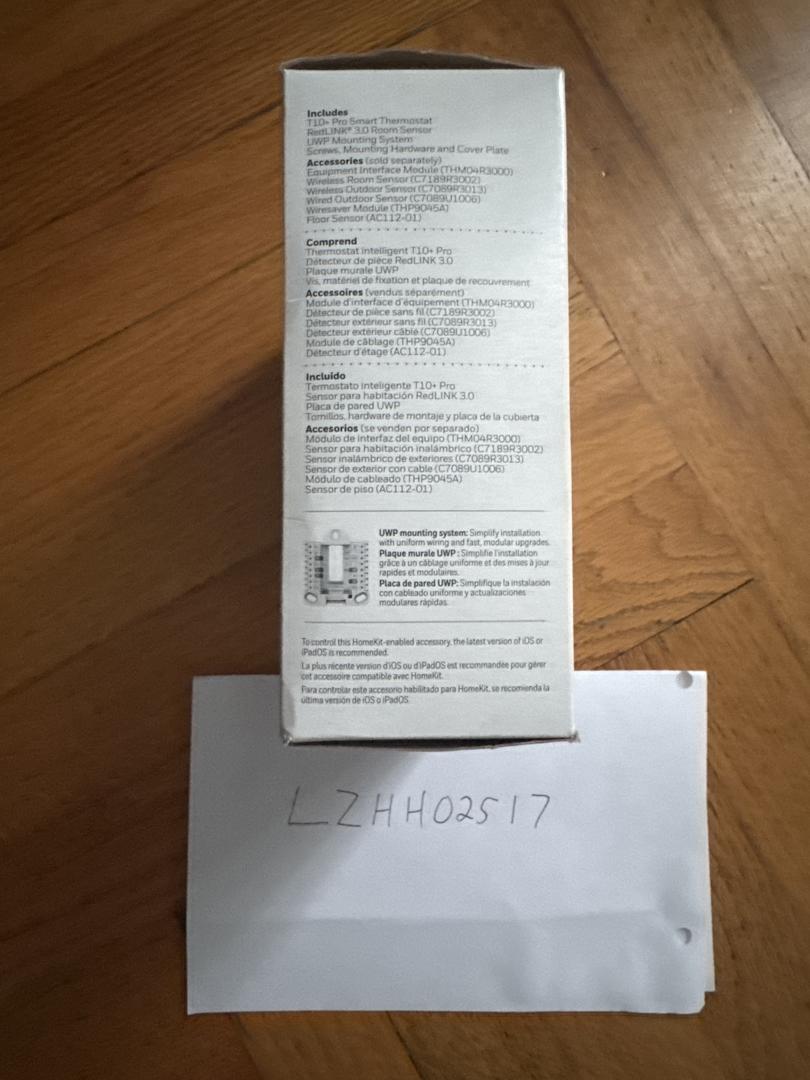 Includes
T10+ Pro Smart Thermostat
RedLINK® 3.0 Room Sensor
UWP Mounting System
Screws, Mounting Hardware and Cover Plate
Accessories (sold separately)
Equipment Interface Module (THM04R3000)
Wireless Room Sensor (C7189R3002)
Wireless Outdoor Sensor (C7089R3013)
Wired Outdoor Sensor (C7089U1006)
Wiresaver Module (THP9045A)
Floor Sensor (AC112-01)
Comprend
Thermostat intelligent T10+ Pro
Détecteur de pièce RedLINK 3.0
Plaque murale UWP
Vis, matériel de fixation et plaque de recouvrement
Accessoires (vendus séparément)
Module d'interface d'équipement (THM04R3000)
Détecteur de pièce sans fil (C7189R3002)
Détecteur extérieur sans fil (C7089R3013)
Détecteur extérieur câblé (C7089U1006)
Module de câblage (THP9045A)
Détecteur d'étage (AC112-01)
Incluido
Termostato inteligente T10+ Pro
Sensor para habitación RedLINK 3.0
Placa de pared UWP
Tornillos, hardware de montaje y placa de la cubierta
Accesorios (se venden por separado)
Módulo de interfaz del equipo (THM04R3000)
Sensor para habitación inalámbrico (C7189R3002)
Sensor inalámbrico de exteriores (C7089R3013)
Sensor de exterior con cable (C7089U1006)
Módulo de cableado (THP9045A)
Sensor de piso (AC112-01)
UWP mounting system: Simplify installation
with uniform wiring and fast, modular upgrades.
Plaque murale UWP : Simplifie l'installation
grâce à un câblage uniforme et des mises à jour
rapides et modulaires.
Placa de pared UWP: Simplifique la instalación
con cableado uniforme y actualizaciones
modulares rápidas.
To control this HomeKit-enabled accessory, the latest version of iOS or
iPadOS is recommended.
La plus récente version d'iOS ou d'iPadOS est recommandée pour gérer
cet accessoire compatible avec HomeKit.
Para controlar este accesorio habilitado para HomeKit, se recomienda la
última versión de iOS o iPadOS.
LZHH02517